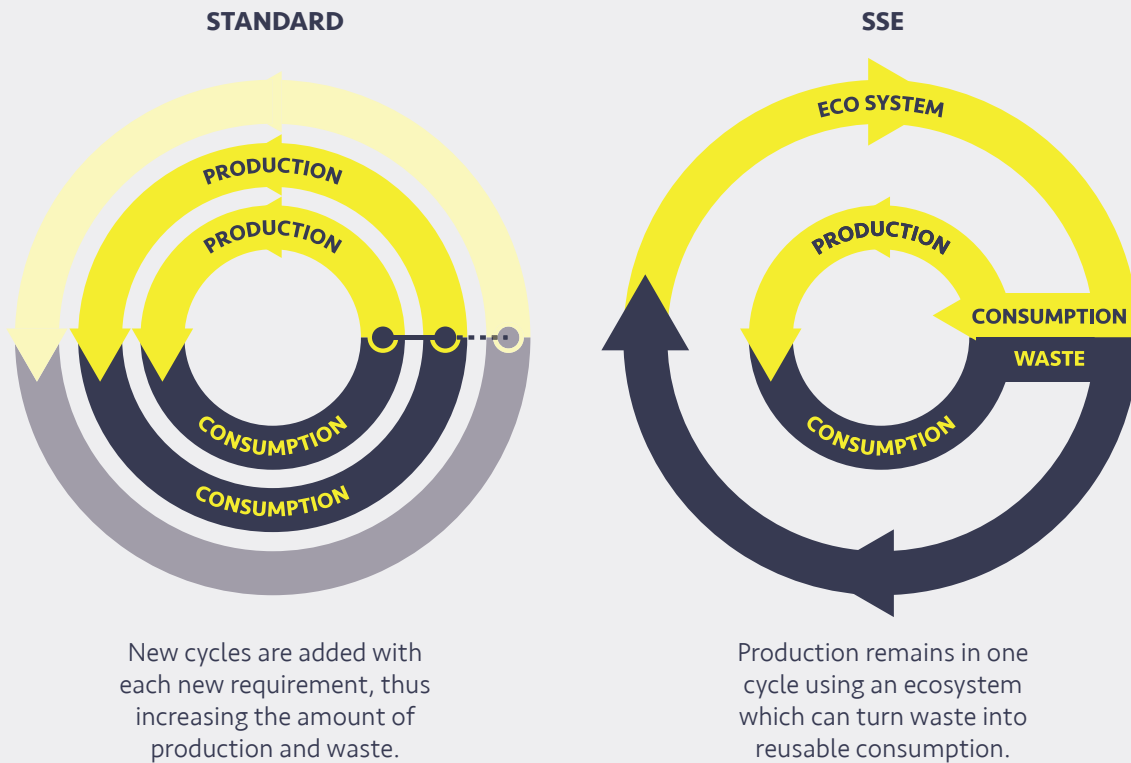 STANDARD
PRODUCTION
PRODUCTION
CONSUMPTION
CONSUMPTION
New cycles are added with
each new requirement, thus
increasing the amount of
production and waste.
SSE
ECO SYSTEM
PRODUCTION
CONSUMPTION
WASTE
CONSUMPTION
Production remains in one
cycle using an ecosystem
which can turn waste into
reusable consumption.